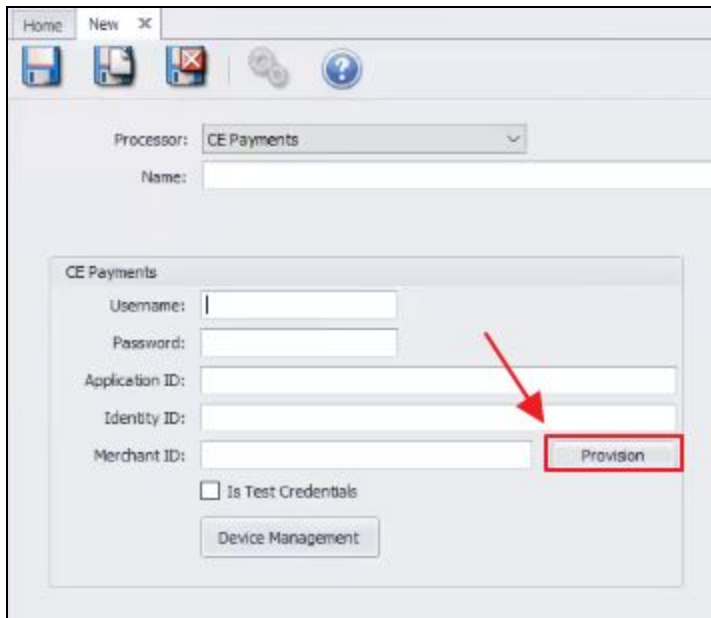 Home New
Processor: CE Payments
Name:
CE Payments
Username:
Password:
Application ID:
Identity ID:
Merchant ID: Provision
Is Test Credentials
Device Management